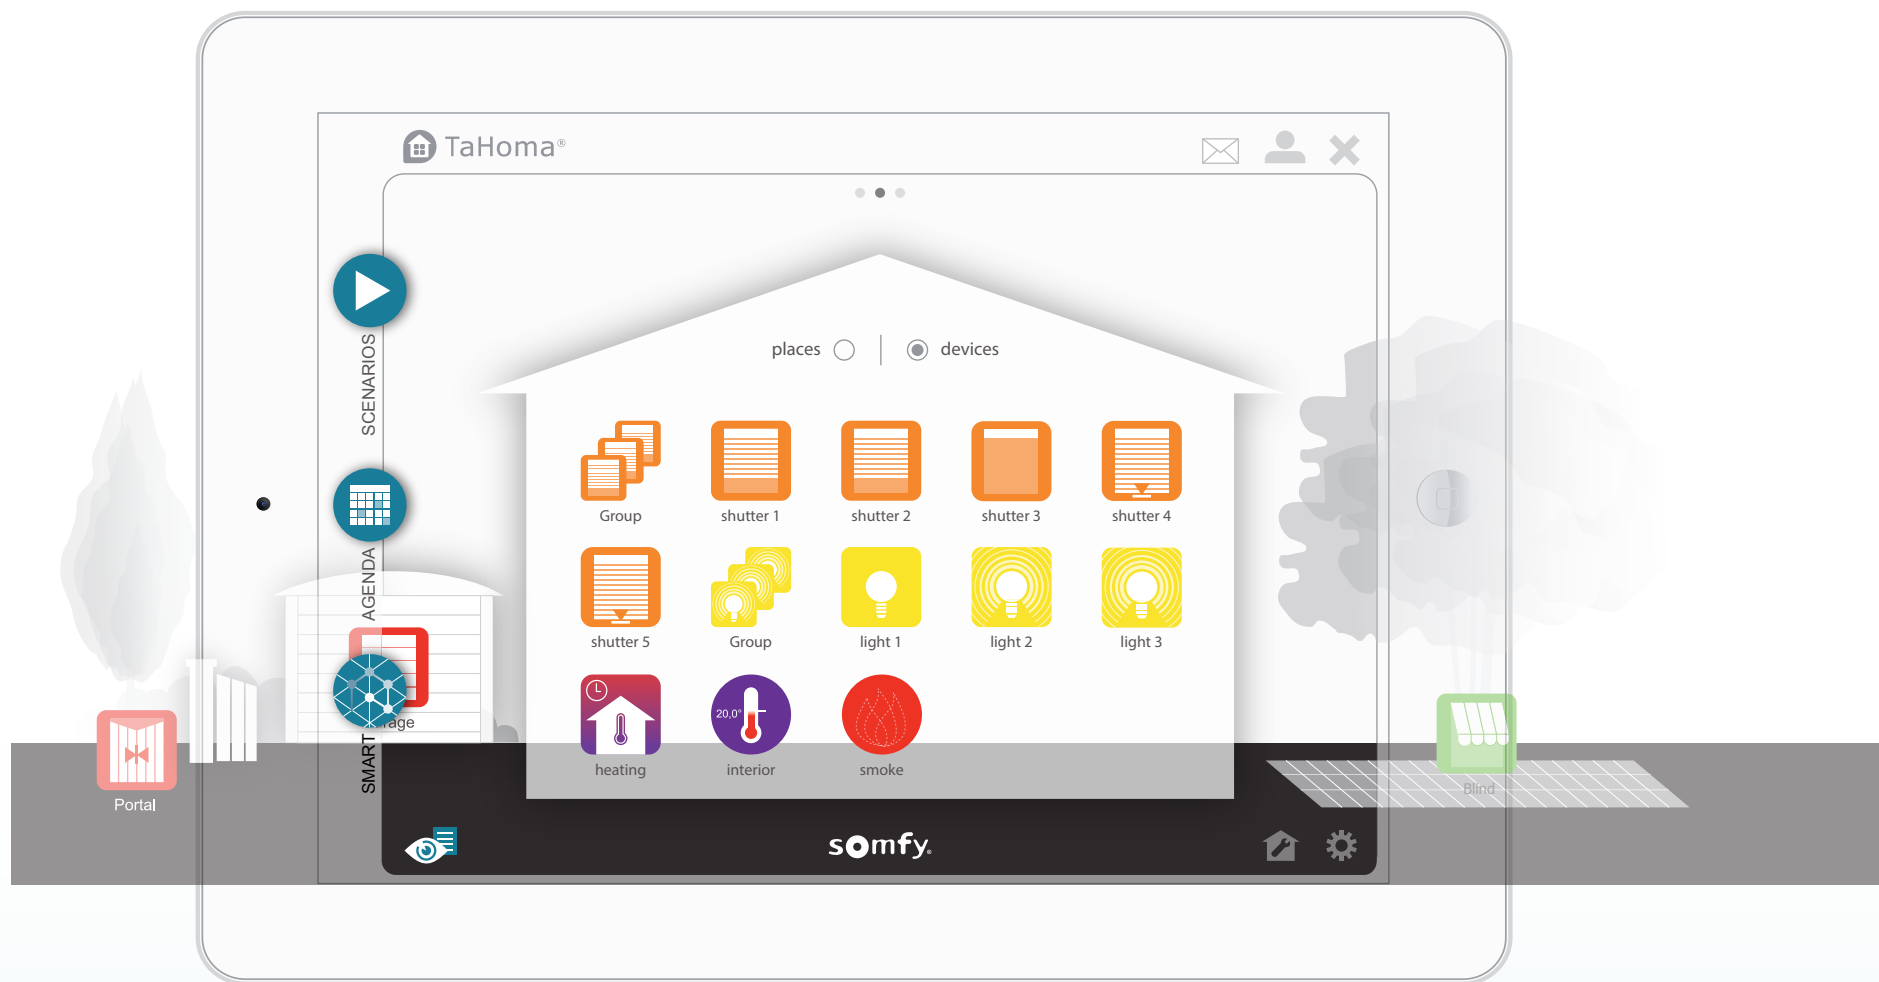 TaHoma®
SCENARIOS
AGENDA
SMART
places
devices
Group
shutter 1
shutter 2
shutter 3
shutter 4
shutter 5
Group
light 1
light 2
light 3
20,0°
heating
interior
smoke
Portal
Blind
somfy.